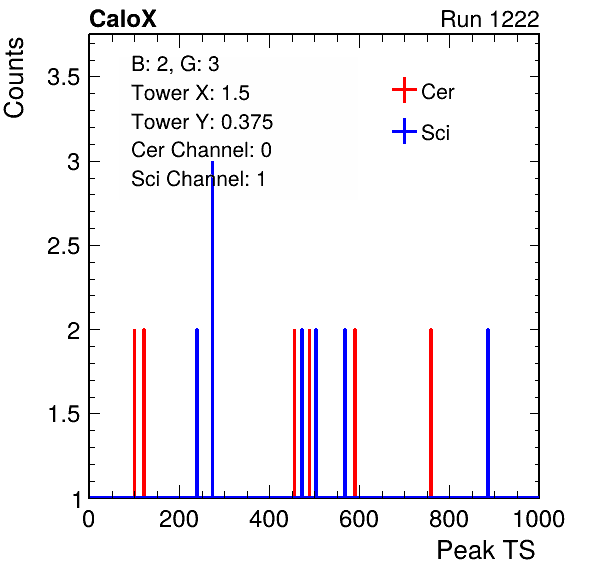 CaloX
Run 1222
Counts
B: 2, G: 3
Tower X: 1.5
Tower Y: 0.375
Cer Channel: 0
Sci Channel: 1
Cer
Sci
3.5
3
2.5
2
1.5
1
0 200 400 600 800 1000
Peak TS